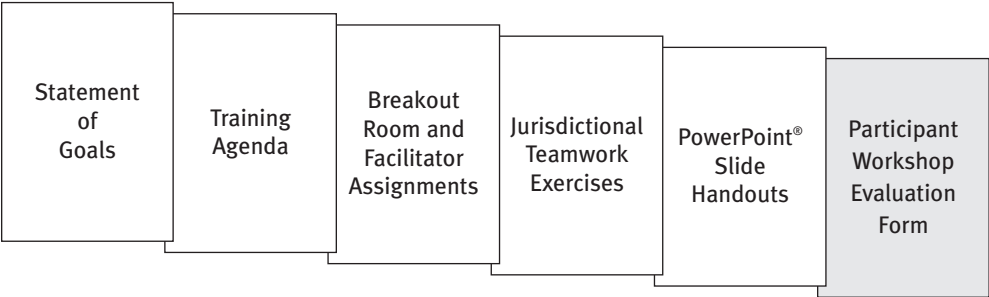 Statement
of
Goals
Training
Agenda
Breakout
Room and
Facilitator
Assignments
Jurisdictional
Teamwork
Exercises
PowerPoint®
Slide
Handouts
Participant
Workshop
Evaluation
Form